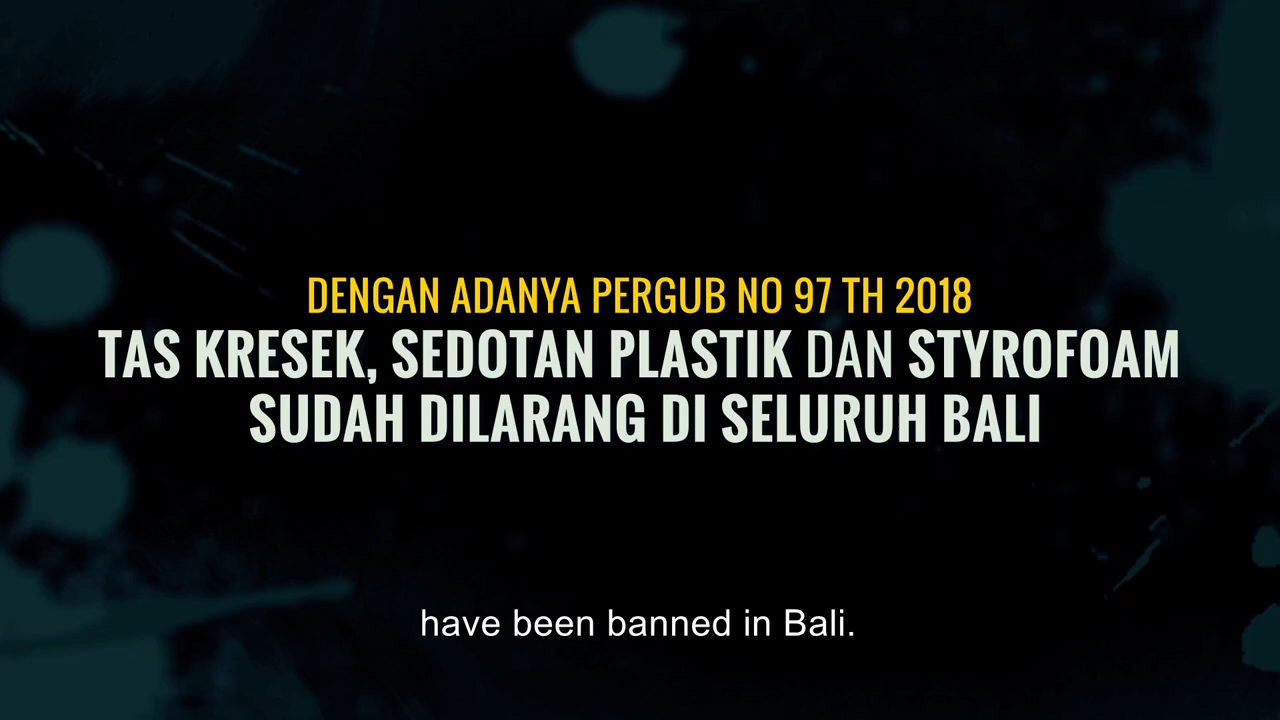 DENGAN ADANYA PERGUB NO 97 TH 2018
TAS KRESEK, SEDOTAN PLASTIK DAN STYROFOAM
SUDAH DILARANG DI SELURUH BALI
have been banned in Bali.